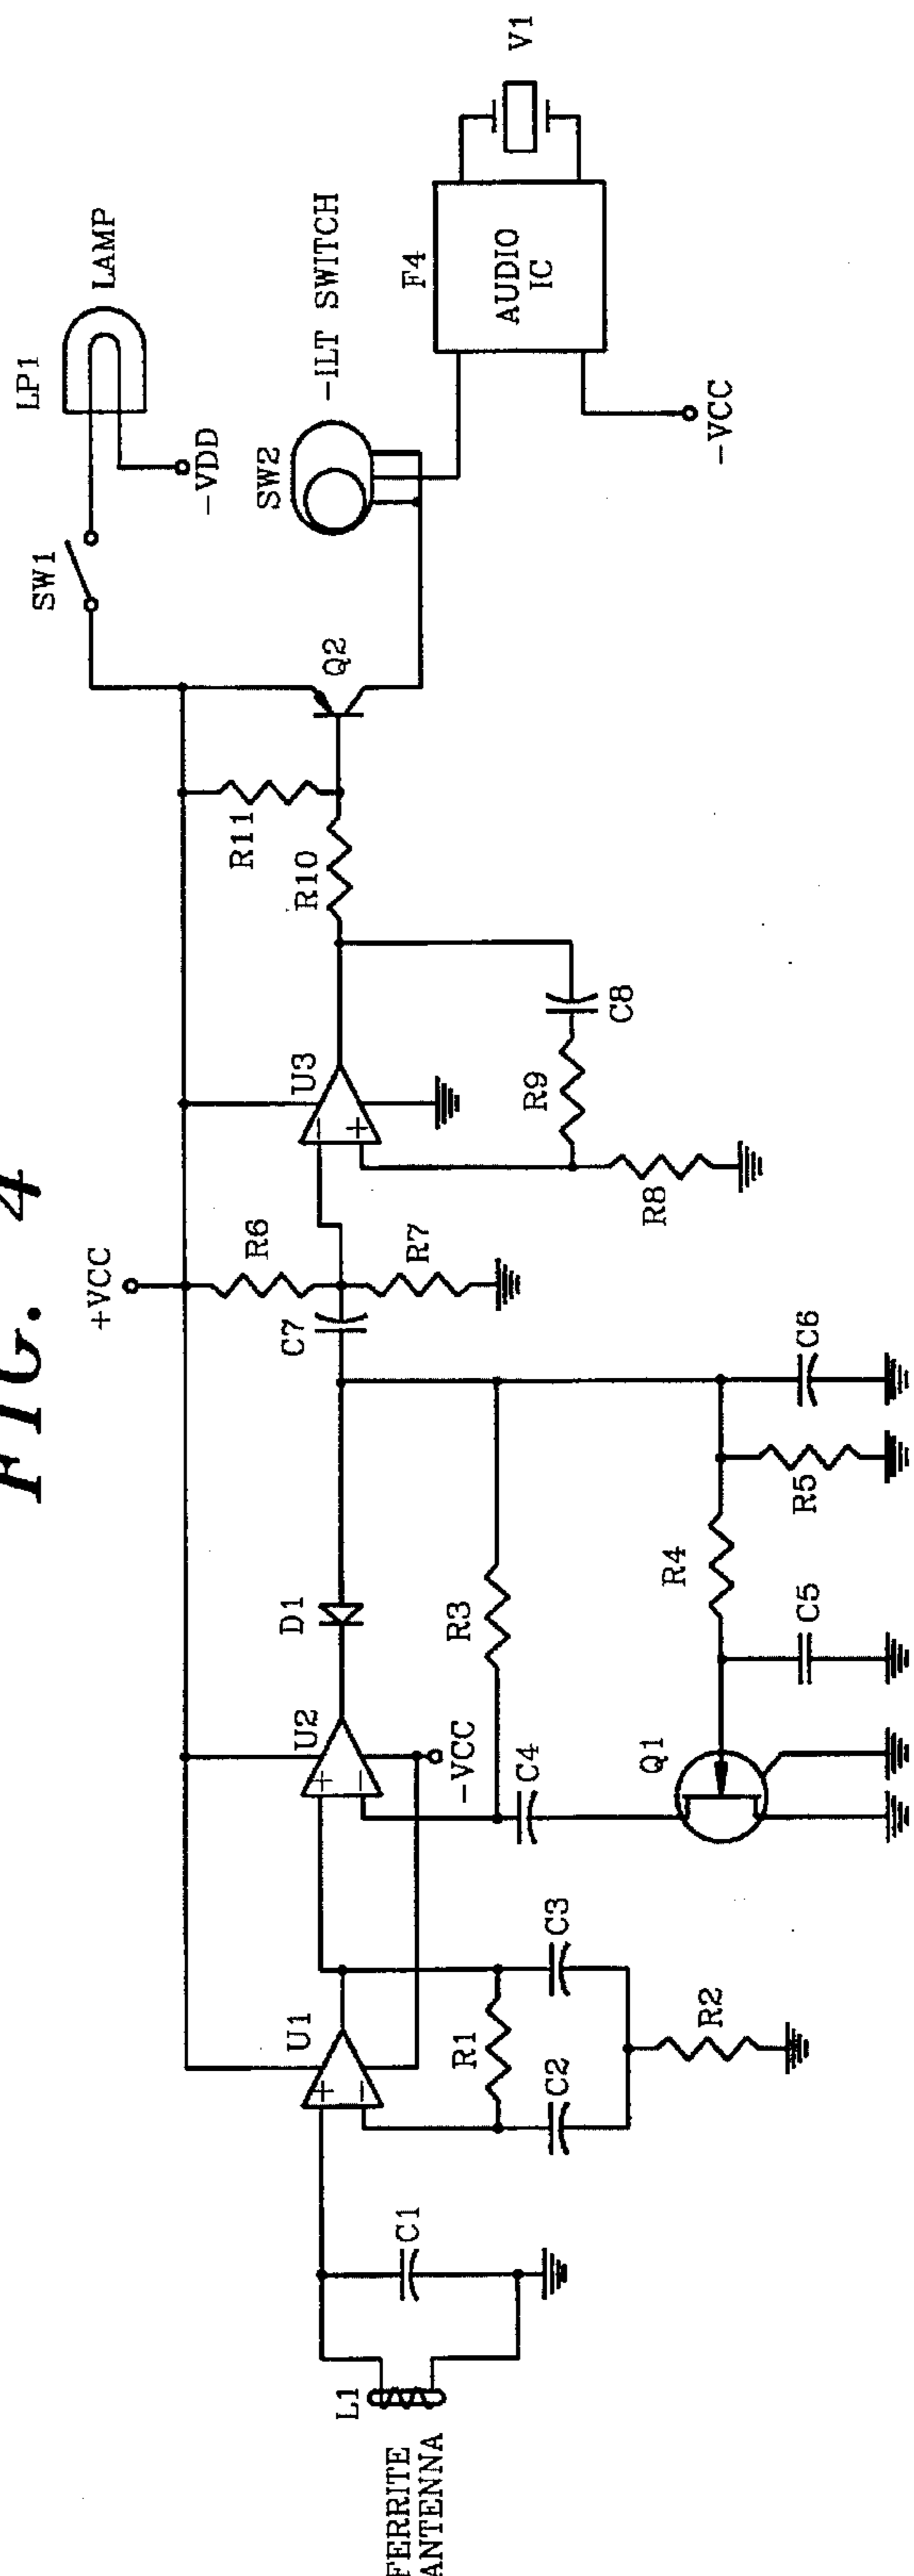 FIG. 4
+VCC
LP1
LAMP
SW1
-VDD
SW2
-ILT SWITCH
F4
AUDIO
IC
V1
-VCC
Q2
R11
R10
U3
+
-
R9
C8
R8
R6
R7
C7
D1
U2
+
-
-VCC
R3
C4
Q1
R4
R5
C5
C6
U1
+
-
R1
C2
C3
R2
C1
L1
FERRITE
ANTENNA